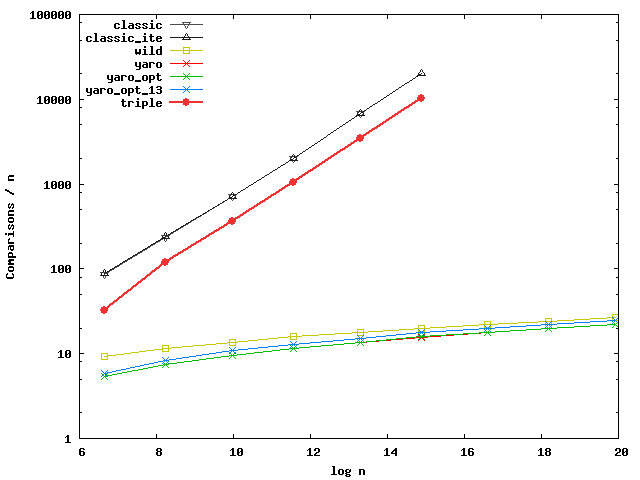 100000
classic
classic_ite
wild
yaro
yaro_opt
yaro_opt_13
triple
10000
1000
100
10
1
Comparisons / n
6 8 10 12 14 16 18 20
log n